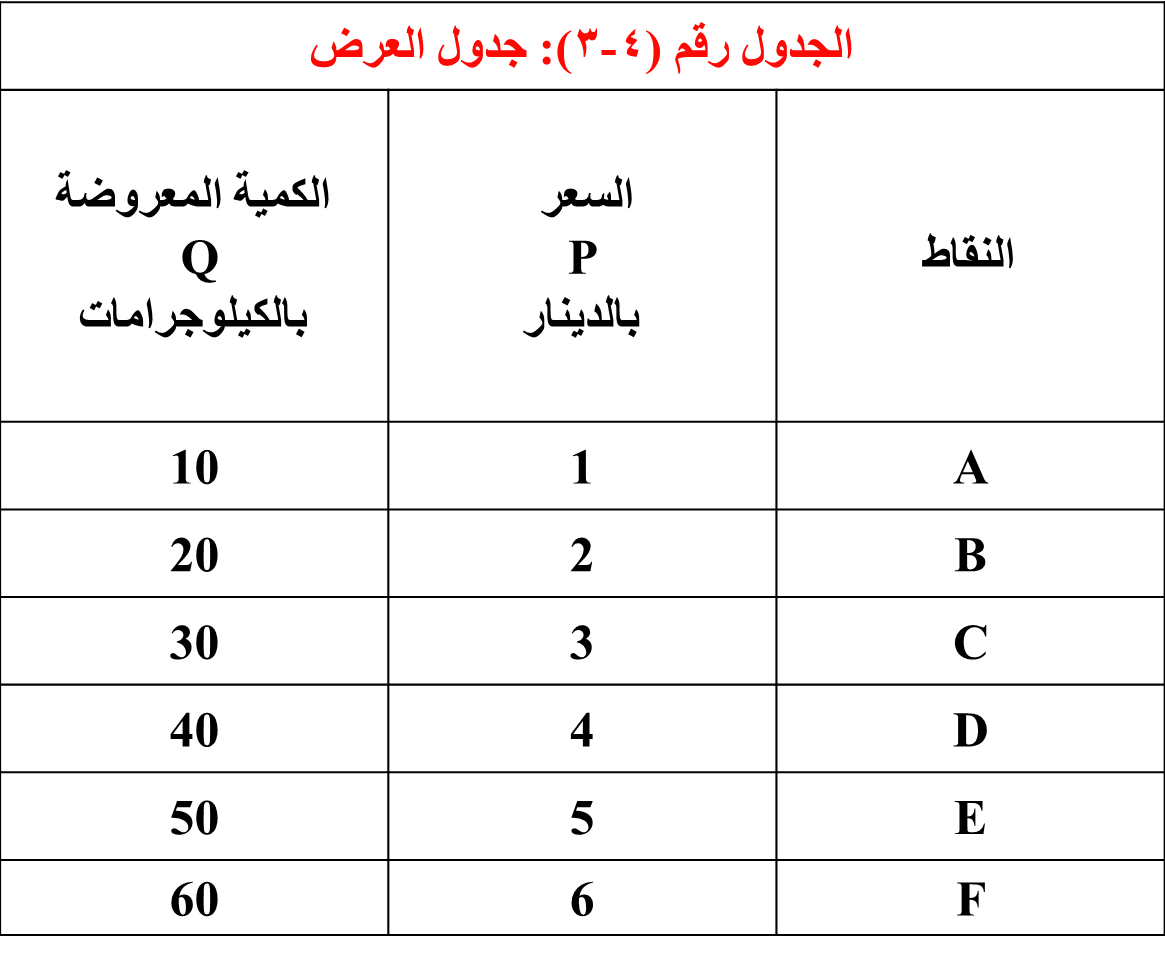 الجدول رقم (٤-٣): جدول العرض
النقاط
السعر
P
بالدينار
الكمية المعروضة
Q
بالكيلوجرامات
A 1 10
B 2 20
C 3 30
D 4 40
E 5 50
F 6 60